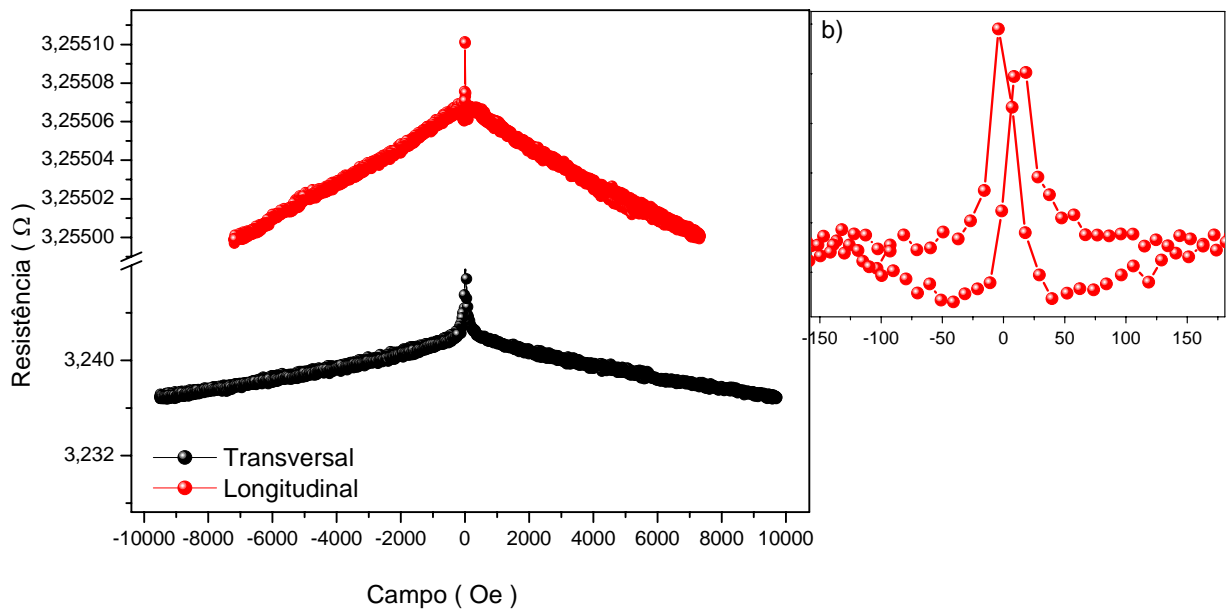 Resistência ( Ω )
3,25510
3,25508
3,25506
3,25504
3,25502
3,25500
3,240
3,232
Transversal
Longitudinal
-10000 -8000 -6000 -4000 -2000 0 2000 4000 6000 8000 10000
Campo ( Oe )
b)
-150 -100 -50 0 50 100 150